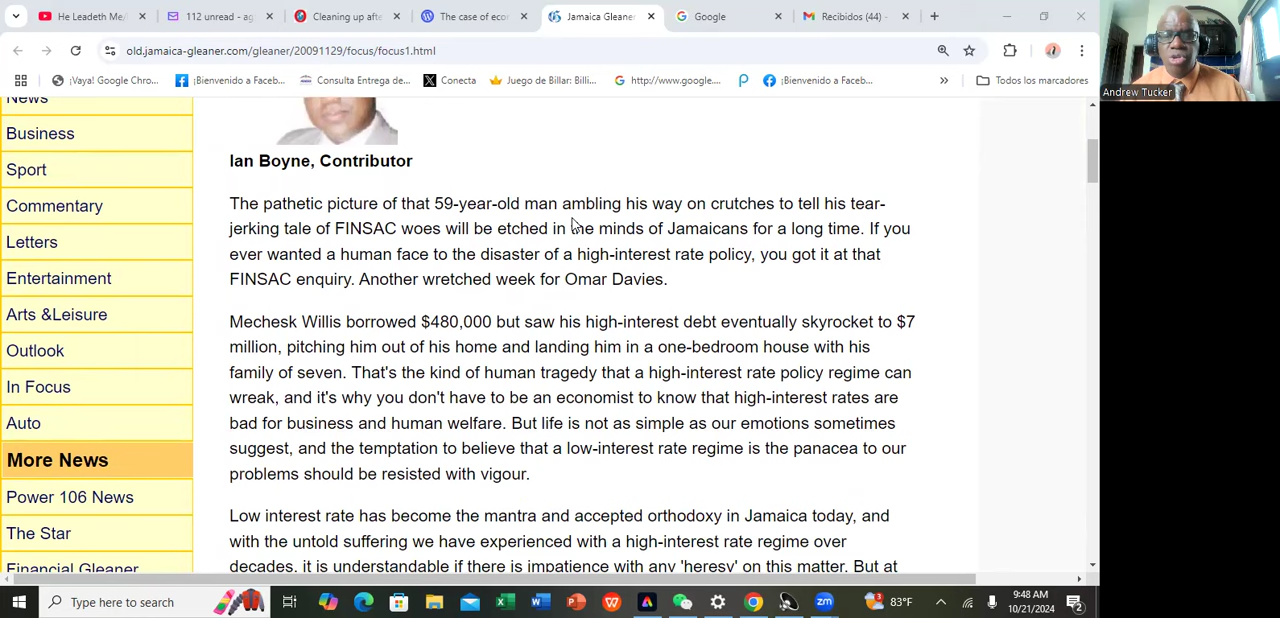 He Leadeth Me/
112 unread - ag
Cleaning up afte
The case of econ
Jamaica Gleaner
Google
Recibidos (44) -
old.jamaica-gleaner.com/gleaner/20091129/focus/focus1.html
¡Vaya! Google Chro...
¡Bienvenido a Faceb...
Consulta Entrega de...
Conecta
Juego de Billar: Billi...
http://www.google....
¡Bienvenido a Faceb...
Todos los marcadores
Andrew Tucker
News
Business
Sport
Commentary
Letters
Entertainment
Arts &Leisure
Outlook
In Focus
Auto
More News
Power 106 News
The Star
Financial Gleaner
Ian Boyne, Contributor
The pathetic picture of that 59-year-old man ambling his way on crutches to tell his tear-
jerking tale of FINSAC woes will be etched in the minds of Jamaicans for a long time. If you
ever wanted a human face to the disaster of a high-interest rate policy, you got it at that
FINSAC enquiry. Another wretched week for Omar Davies.
Mechesk Willis borrowed $480,000 but saw his high-interest debt eventually skyrocket to $7
million, pitching him out of his home and landing him in a one-bedroom house with his
family of seven. That's the kind of human tragedy that a high-interest rate policy regime can
wreak, and it's why you don't have to be an economist to know that high-interest rates are
bad for business and human welfare. But life is not as simple as our emotions sometimes
suggest, and the temptation to believe that a low-interest rate regime is the panacea to our
problems should be resisted with vigour.
Low interest rate has become the mantra and accepted orthodoxy in Jamaica today, and
with the untold suffering we have experienced with a high-interest rate regime over
decades, it is understandable if there is impatience with any 'heresy' on this matter. But at
Type here to search
83°F
9:48 AM
10/21/2024